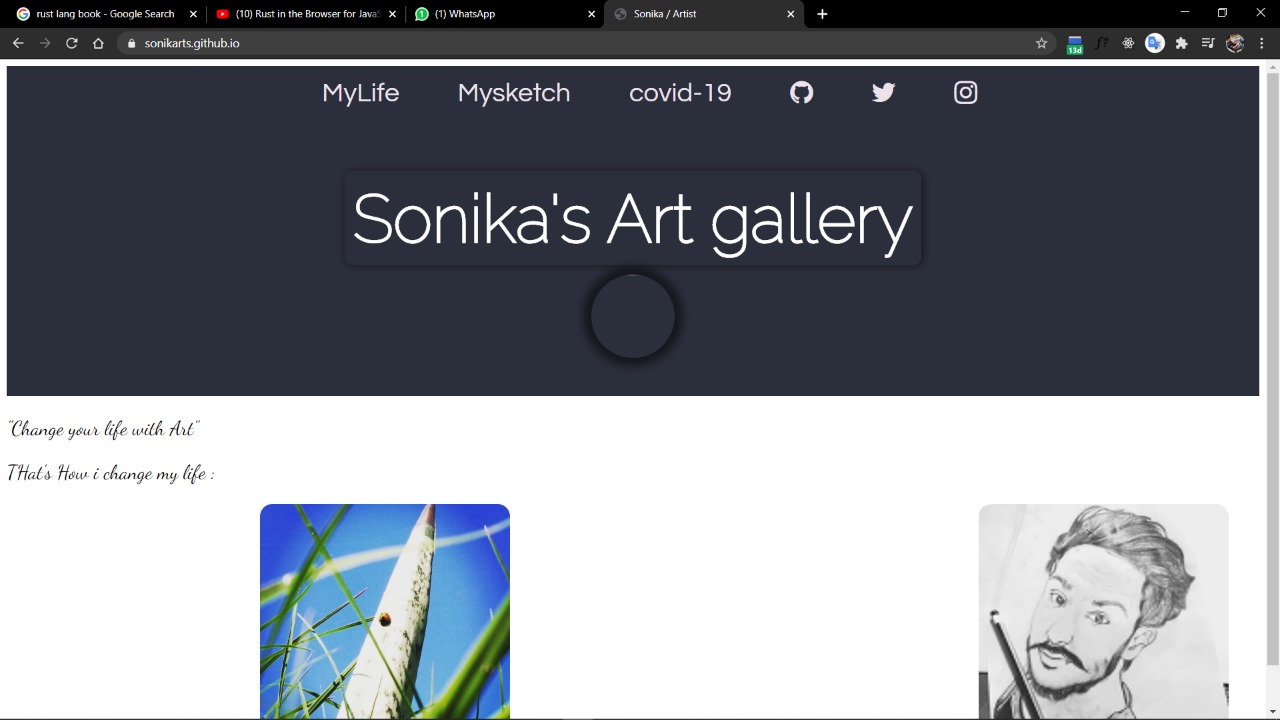 rust lang book - Google Search
(10) Rust in the Browser for JavaS
(1) WhatsApp
Sonika / Artist
sonikarts.github.io
13d
MyLife Mysketch covid-19
Sonika's Art gallery
"Change your life with Art"
THat's How i change my life :